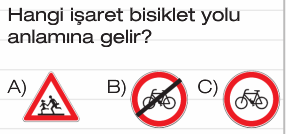 Hangi işaret bisiklet yolu
anlamına gelir?
A) B) C)